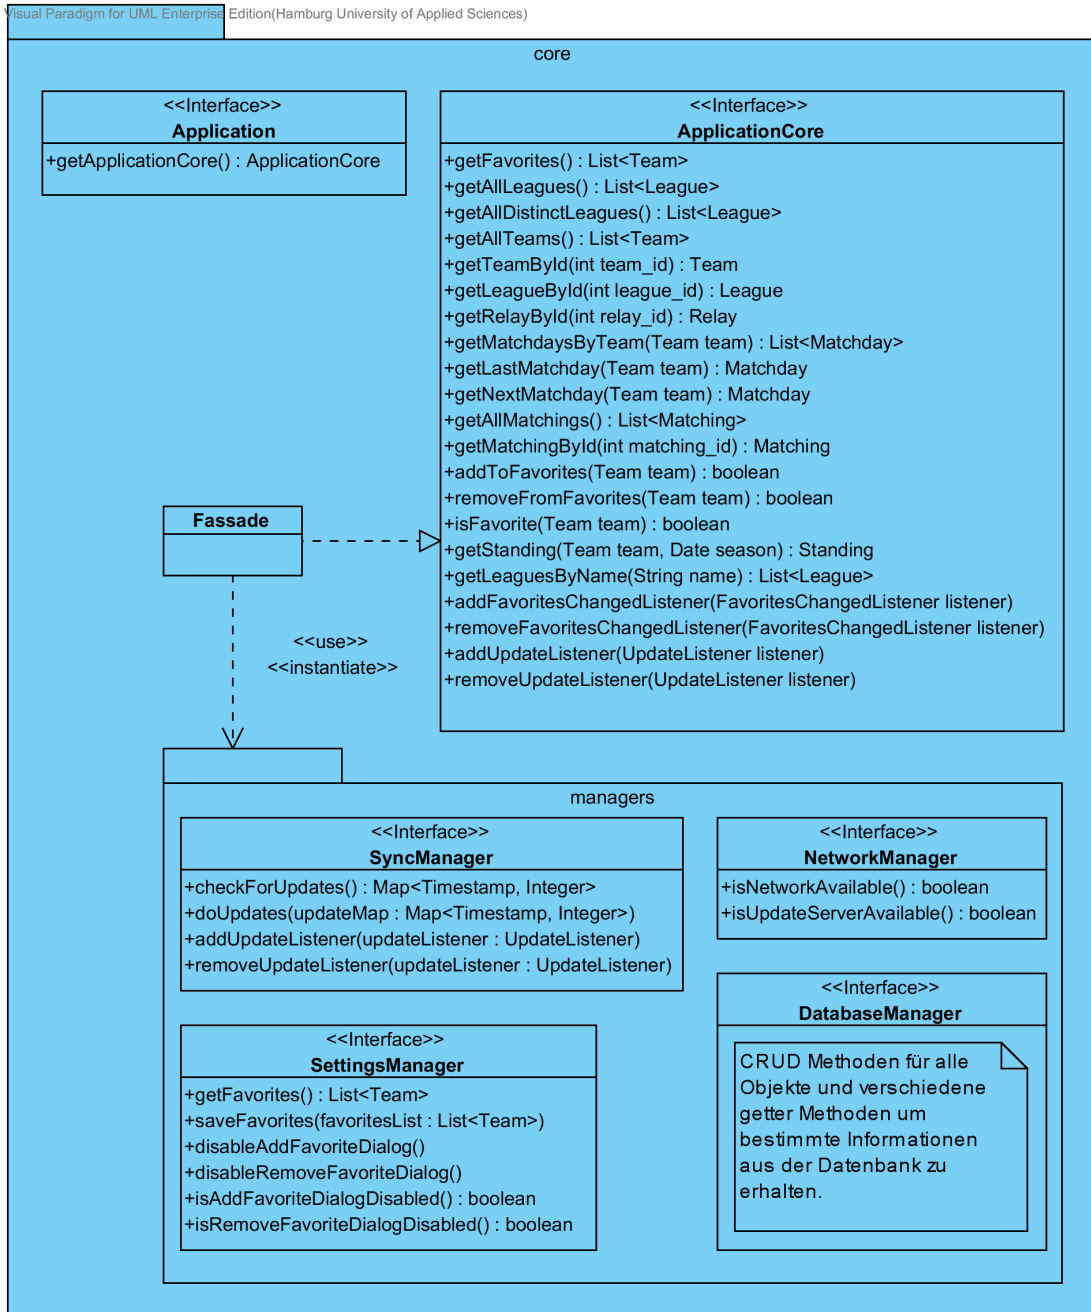 Visual Paradigm for UML Enterprise Edition(Hamburg University of Applied Sciences)
core
<<Interface>>
Application
+getApplicationCore() : ApplicationCore
<<Interface>>
ApplicationCore
+getFavorites() : List<Team>
+getAllLeagues() : List<League>
+getAllDistinctLeagues() : List<League>
+getAllTeams() : List<Team>
+getTeamById(int team_id) : Team
+getLeagueById(int league_id) : League
+getRelayById(int relay_id) : Relay
+getMatchdaysByTeam(Team team) : List<Matchday>
+getLastMatchday(Team team) : Matchday
+getNextMatchday(Team team) : Matchday
+getAllMatchings() : List<Matching>
+getMatchingById(int matching_id) : Matching
+addToFavorites(Team team) : boolean
+removeFromFavorites(Team team) : boolean
+isFavorite(Team team) : boolean
+getStanding(Team team, Date season) : Standing
+getLeaguesByName(String name) : List<League>
+addFavoritesChangedListener(FavoritesChangedListener listener)
+removeFavoritesChangedListener(FavoritesChangedListener listener)
+addUpdateListener(UpdateListener listener)
+removeUpdateListener(UpdateListener listener)
Fassade
<<use>>
<<instantiate>>
managers
<<Interface>>
SyncManager
+checkForUpdates() : Map<Timestamp, Integer>
+doUpdates(updateMap : Map<Timestamp, Integer>)
+addUpdateListener(updateListener : UpdateListener)
+removeUpdateListener(updateListener : UpdateListener)
<<Interface>>
NetworkManager
+isNetworkAvailable() : boolean
+isUpdateServerAvailable() : boolean
<<Interface>>
SettingsManager
+getFavorites() : List<Team>
+saveFavorites(favoritesList : List<Team>)
+disableAddFavoriteDialog()
+disableRemoveFavoriteDialog()
+isAddFavoriteDialogDisabled() : boolean
+isRemoveFavoriteDialogDisabled() : boolean
<<Interface>>
DatabaseManager
CRUD Methoden für alle
Objekte und verschiedene
getter Methoden um
bestimmte Informationen
aus der Datenbank zu
erhalten.